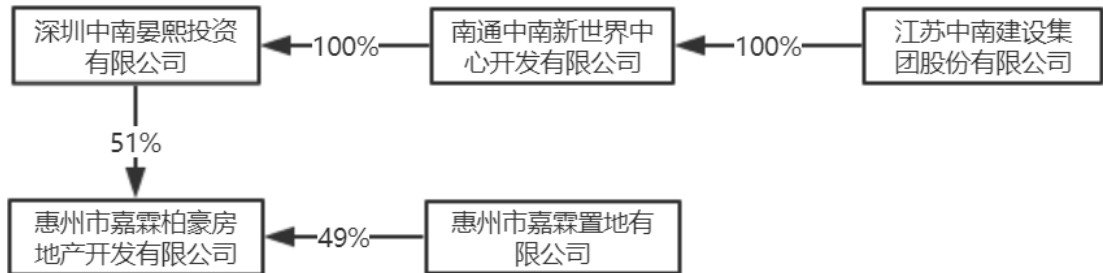 深圳中南晏熙投资
有限公司
100%
南通中南新世界中
心开发有限公司
100%
江苏中南建设集
团股份有限公司
51%
惠州市嘉霖柏豪房
地产开发有限公司
49%
惠州市嘉霖置地有
限公司